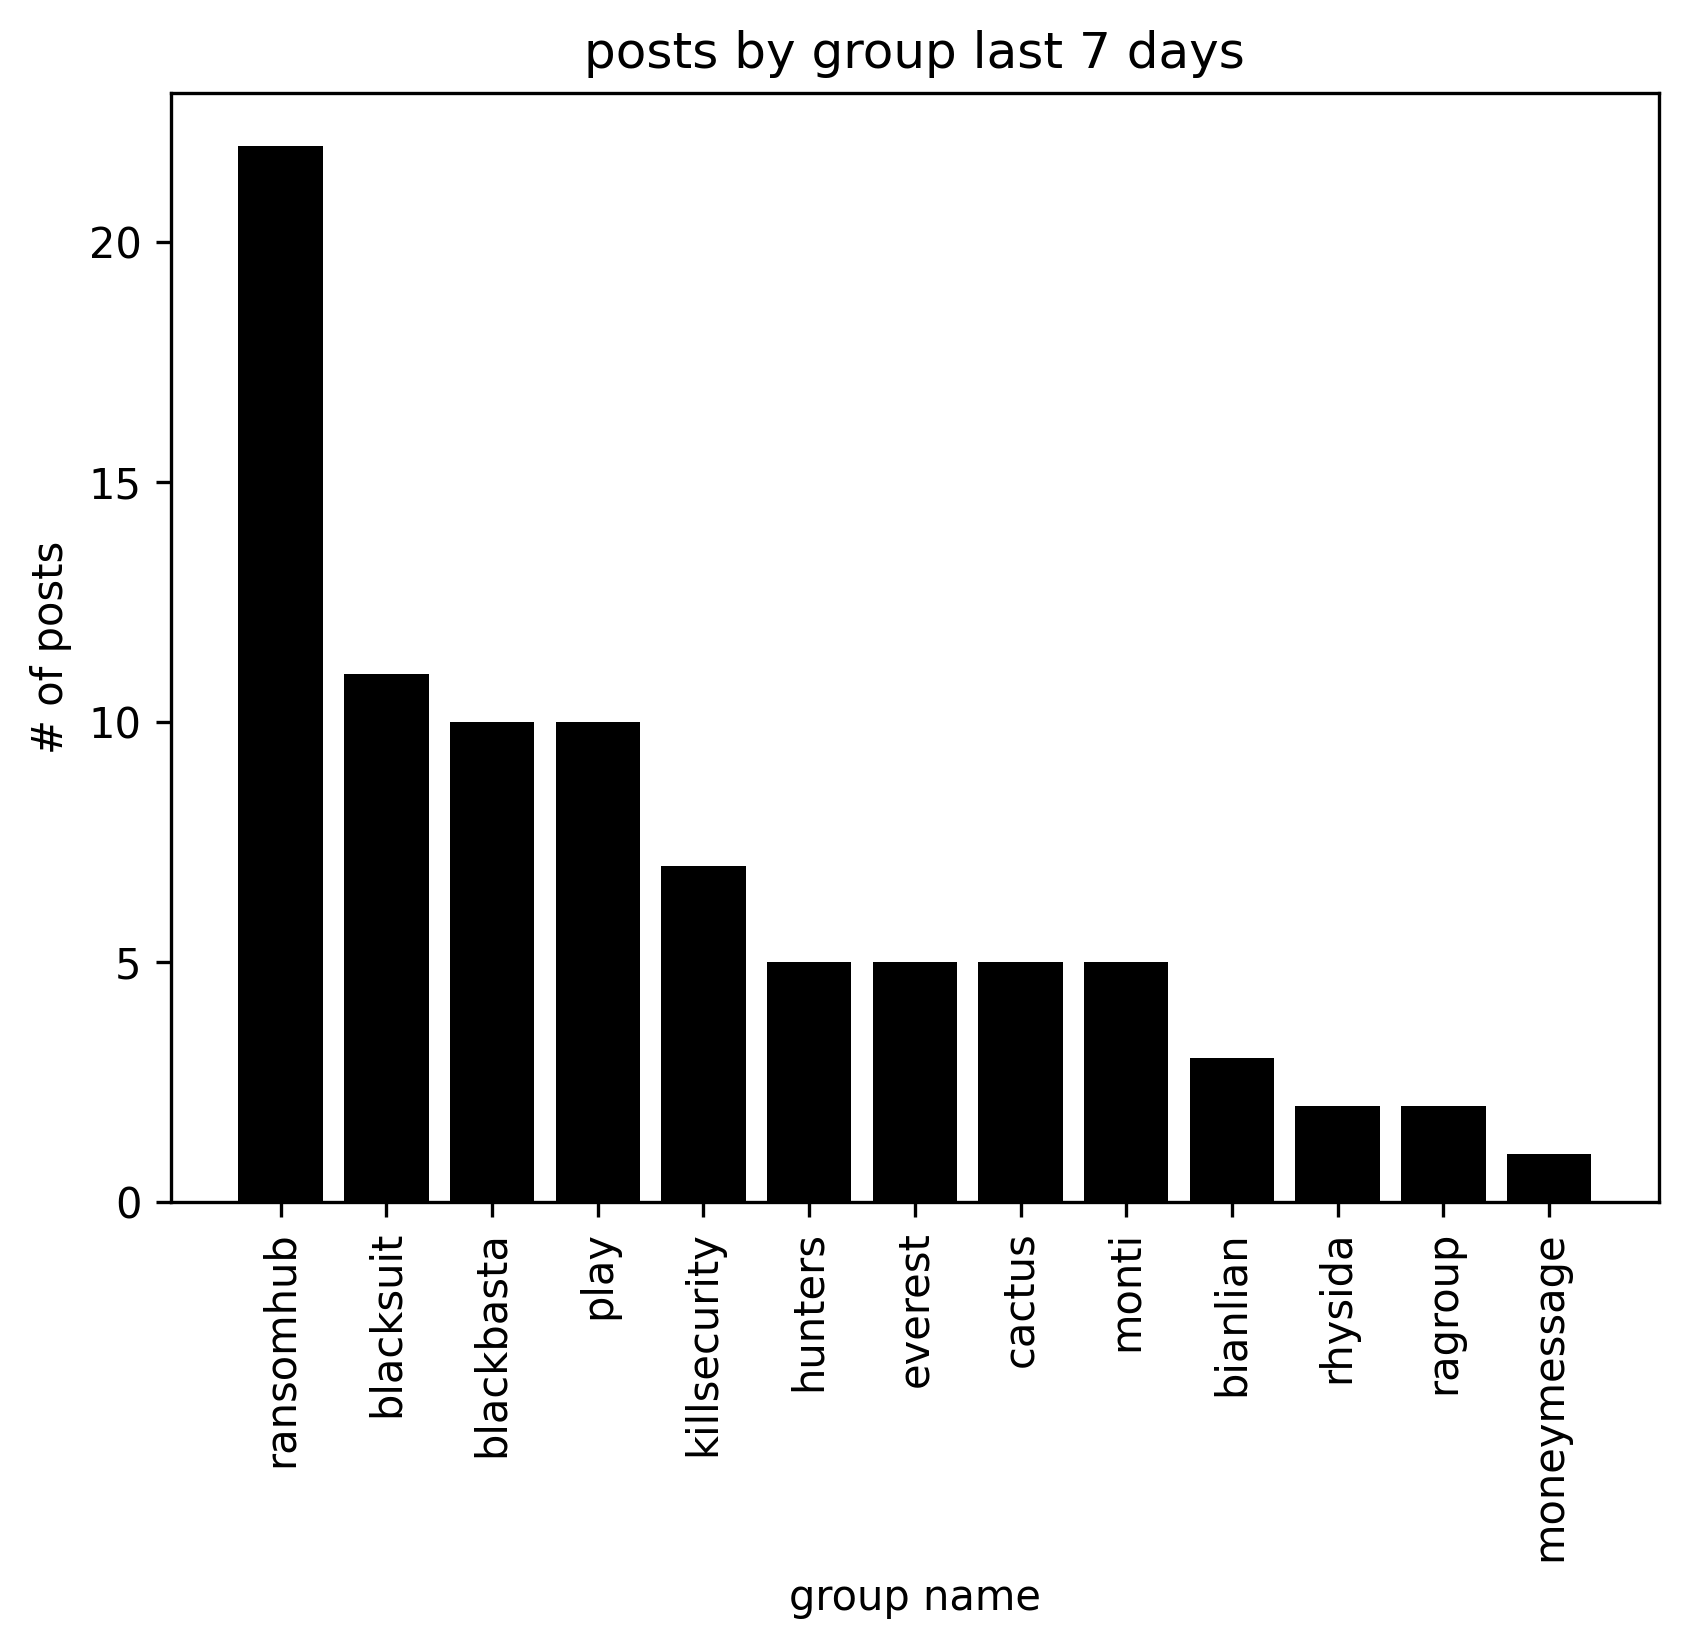 posts by group last 7 days
# of posts
20
15
10
5
0
ransomhub
blacksuit
blackbasta
play
killsecurity
hunters
everest
cactus
monti
bianlian
rhysida
ragroup
moneymessage
group name